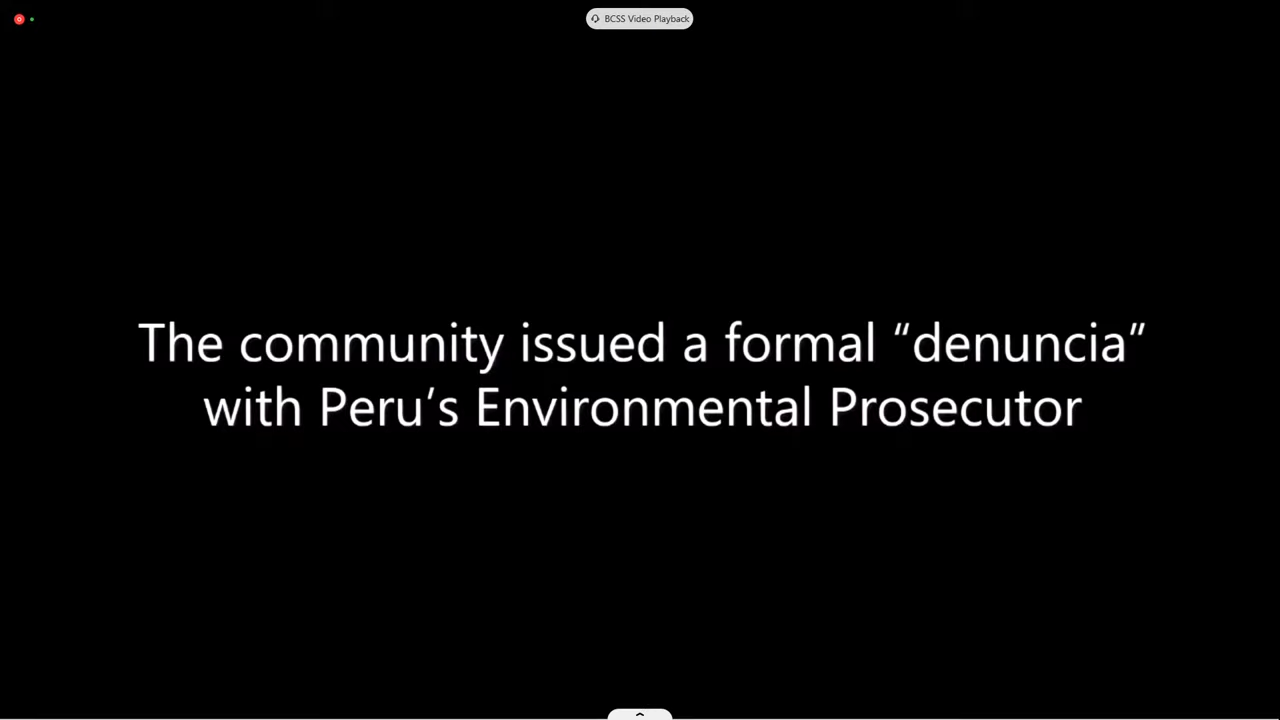 BCSS Video Playback
The community issued a formal “denuncia”
with Peru’s Environmental Prosecutor